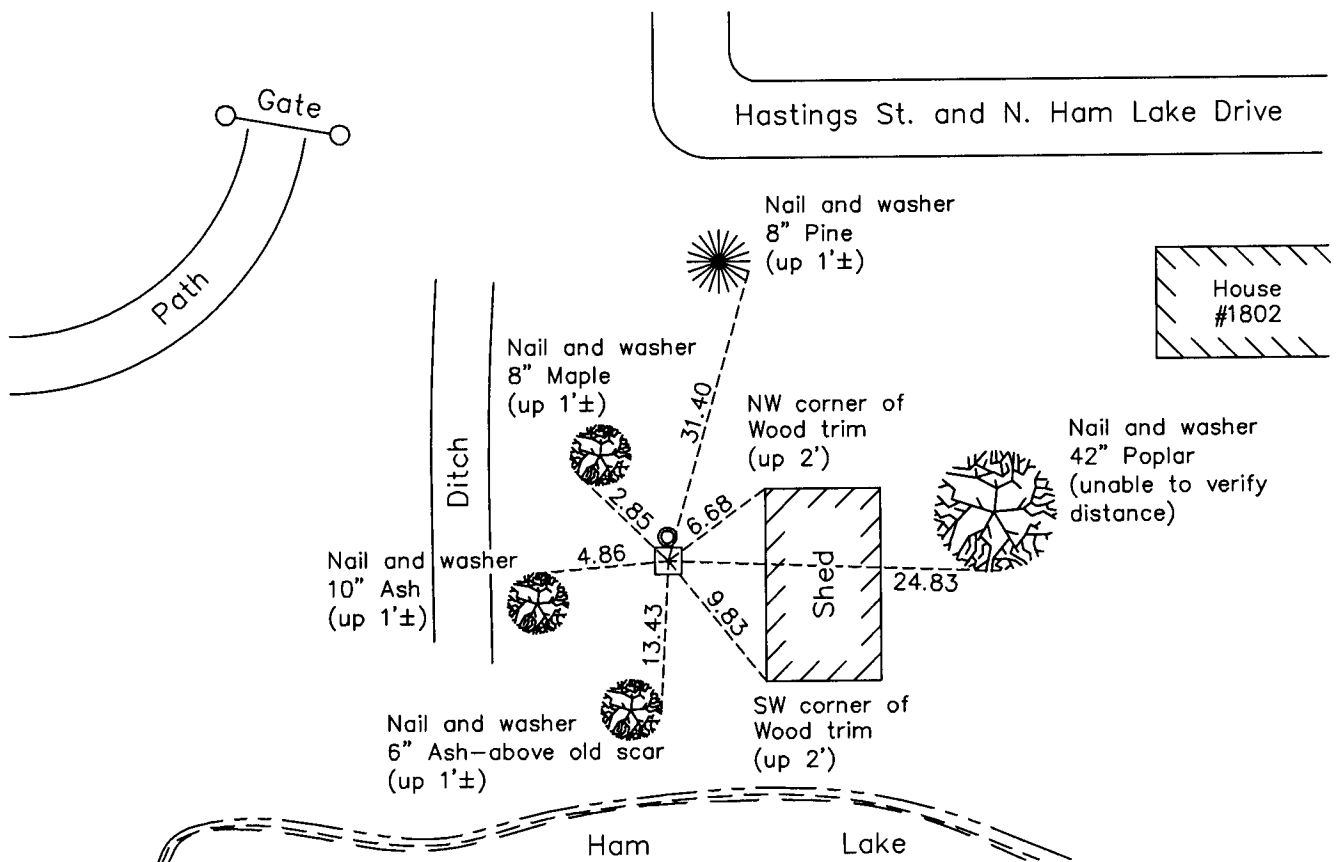 Gate
Hastings St. and N. Ham Lake Drive
Path
Nail and washer
8" Pine
(up 1'±)
House
#1802
Nail and washer
8" Maple
(up 1'±)
31.40
NW corner of
Wood trim
(up 2')
Nail and washer
42" Poplar
(unable to verify
distance)
Ditch
2.85
6.68
Nail and washer
10" Ash
(up 1'±)
4.86
24.83
Shed
9.83
13.43
Nail and washer
6" Ash-above old scar
(up 1'±)
SW corner of
Wood trim
(up 2')
Ham Lake